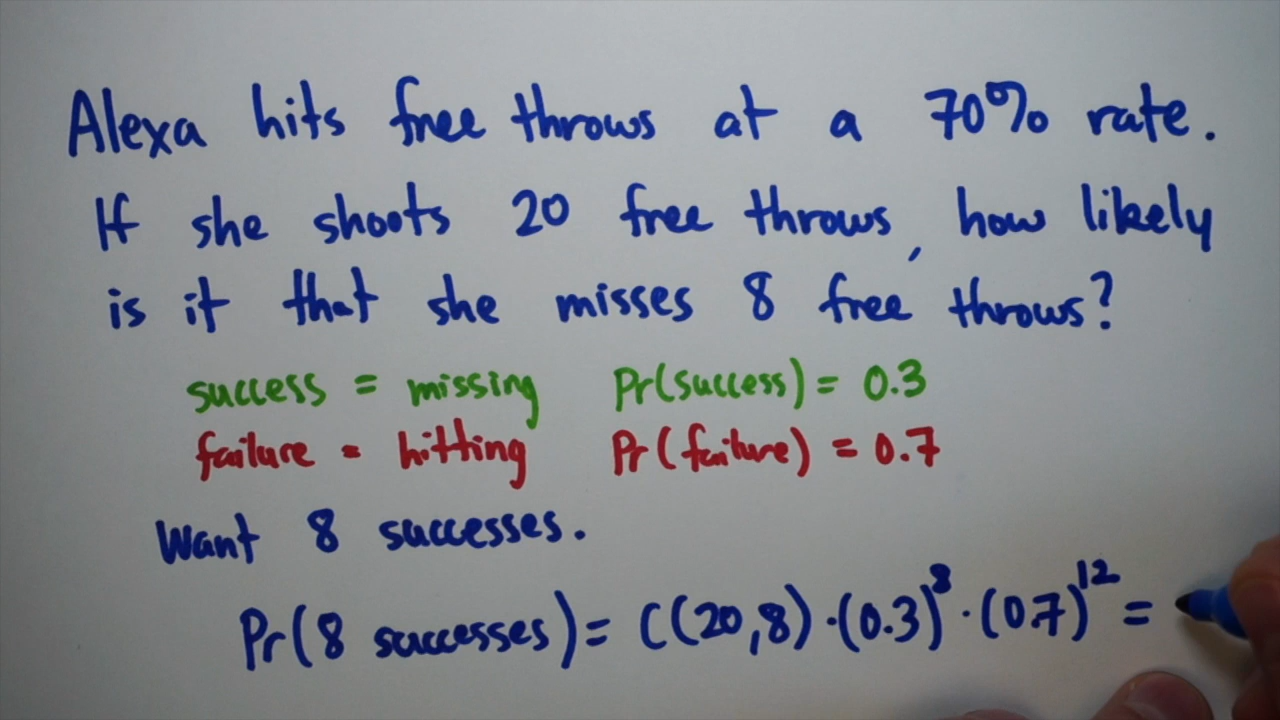 Alexa hits free throws at a 70% rate.
If she shoots 20 free throws, how likely
is it that she misses 8 free throws?
success = missing Pr(success) = 0.3
failure = hitting Pr(failure) = 0.7
Want 8 successes.
Pr(8 successes) = C(20,8)·(0.3)⁸·(0.7)¹² =